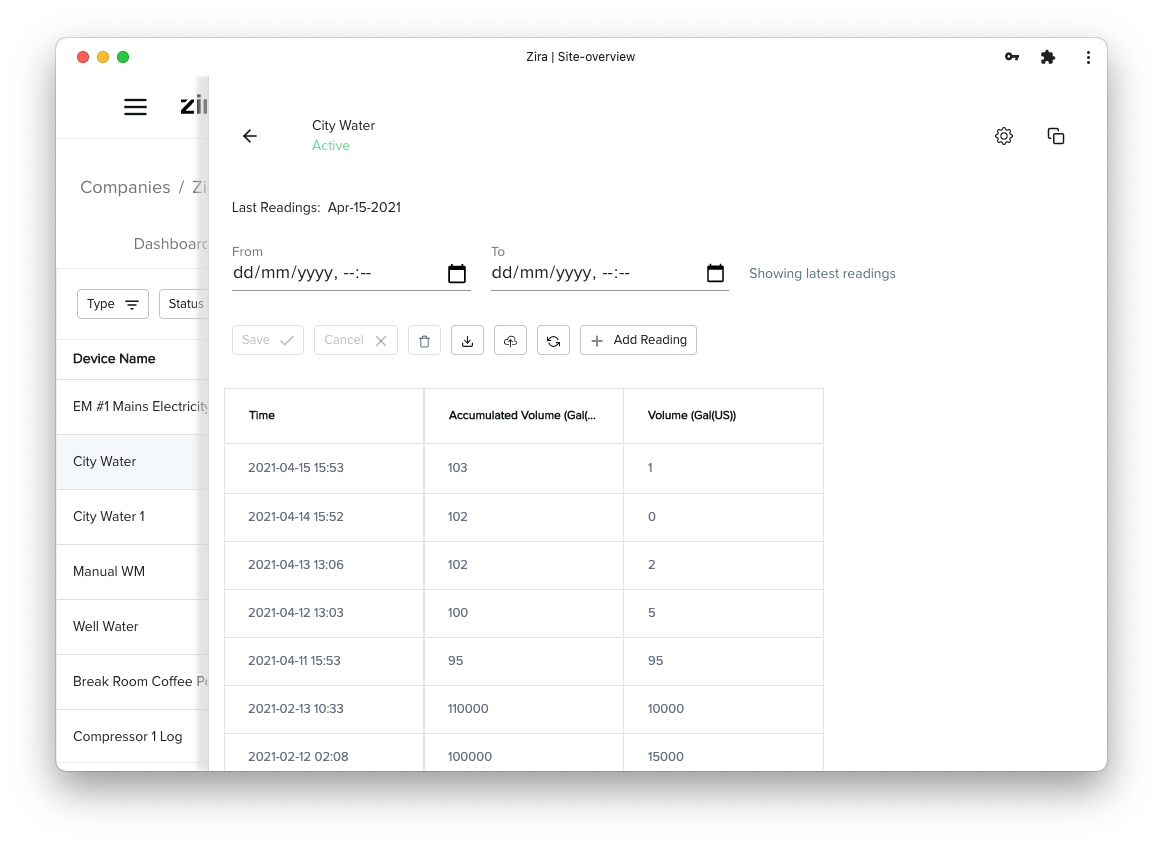 Zira | Site-overview
City Water
Active
Companies / Zi
Last Readings: Apr-15-2021
Dashboard
From
dd/mm/yyyy, --:--
To
dd/mm/yyyy, --:--
Showing latest readings
Type
Status
Save
Cancel
Add Reading
Device Name
EM #1 Mains Electricity
City Water
City Water 1
Manual WM
Well Water
Break Room Coffee Po
Compressor 1 Log
Time Accumulated Volume (Gal(... Volume (Gal(US))
2021-04-15 15:53 103 1
2021-04-14 15:52 102 0
2021-04-13 13:06 102 2
2021-04-12 13:03 100 5
2021-04-11 15:53 95 95
2021-02-13 10:33 110000 10000
2021-02-12 02:08 100000 15000